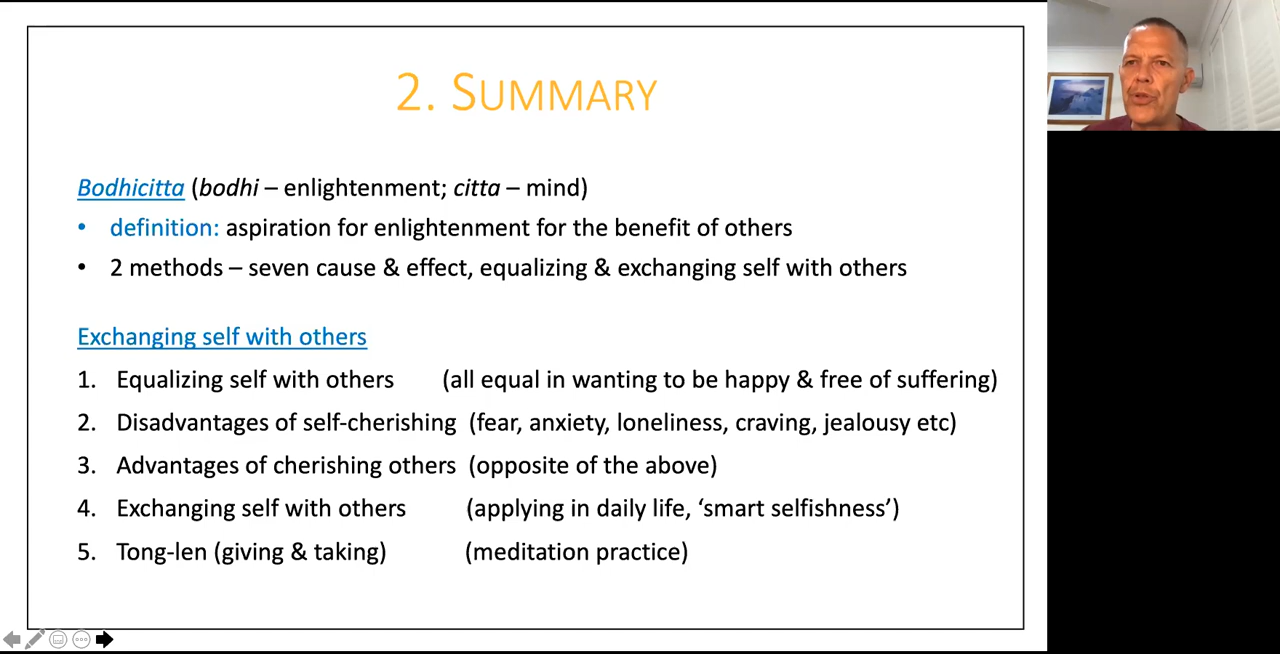 2. SUMMARY
Bodhicitta (bodhi – enlightenment; citta – mind)
• definition: aspiration for enlightenment for the benefit of others
• 2 methods – seven cause & effect, equalizing & exchanging self with others
Exchanging self with others
1. Equalizing self with others (all equal in wanting to be happy & free of suffering)
2. Disadvantages of self-cherishing (fear, anxiety, loneliness, craving, jealousy etc)
3. Advantages of cherishing others (opposite of the above)
4. Exchanging self with others (applying in daily life, ‘smart selfishness’)
5. Tong-len (giving & taking) (meditation practice)